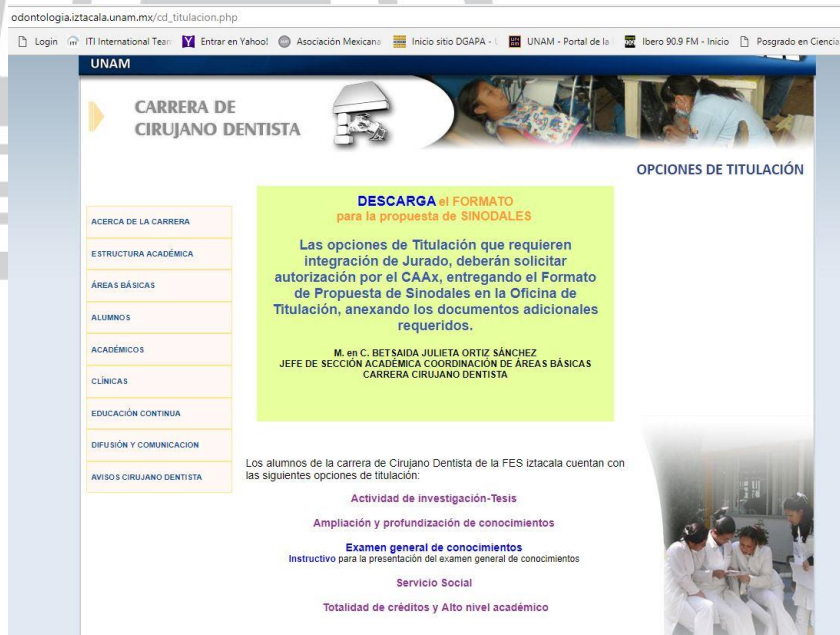 odontologia.iztacala.unam.mx/cd_titulacion.php
Login ITI International Team Entrar en Yahoo! Asociación Mexicana Inicio sitio DGAPA - UNAM - Portal de la Ibero 90.9 FM - Inicio Posgrado en Ciencia
UNAM
CARRERA DE
CIRUJANO DENTISTA
OPCIONES DE TITULACIÓN
ACERCA DE LA CARRERA
ESTRUCTURA ACADÉMICA
ÁREAS BÁSICAS
ALUMNOS
ACADÉMICOS
CLÍNICAS
EDUCACIÓN CONTINUA
DIFUSIÓN Y COMUNICACION
AVISOS CIRUJANO DENTISTA
DESCARGA el FORMATO
para la propuesta de SINODALES
Las opciones de Titulación que requieren
integración de Jurado, deberán solicitar
autorización por el CAAx, entregando el Formato
de Propuesta de Sinodales en la Oficina de
Titulación, anexando los documentos adicionales
requeridos.
M. en C. BETSAIDA JULIETA ORTIZ SÁNCHEZ
JEFE DE SECCIÓN ACADÉMICA COORDINACIÓN DE ÁREAS BÁSICAS
CARRERA CIRUJANO DENTISTA
Los alumnos de la carrera de Cirujano Dentista de la FES iztacala cuentan con
las siguientes opciones de titulación:
Actividad de investigación-Tesis
Ampliación y profundización de conocimientos
Examen general de conocimientos
Instructivo para la presentación del examen general de conocimientos
Servicio Social
Totalidad de créditos y Alto nivel académico